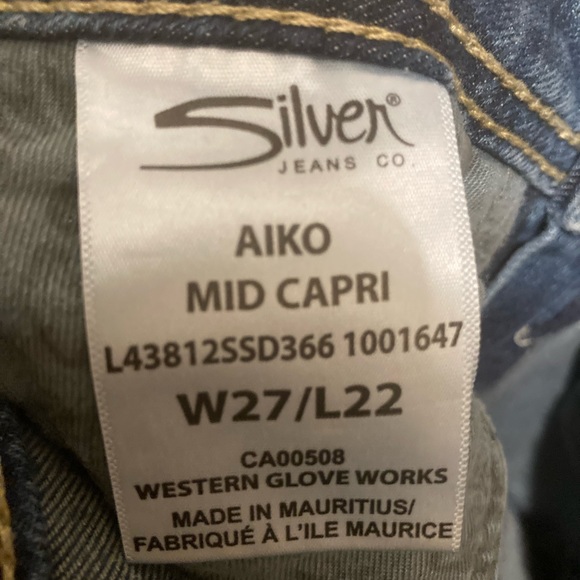 Silver®
JEANS CO.
AIKO
MID CAPRI
L43812SSD366 1001647
W27/L22
CA00508
WESTERN GLOVE WORKS
MADE IN MAURITIUS/
FABRIQUÉ À L'ILE MAURICE